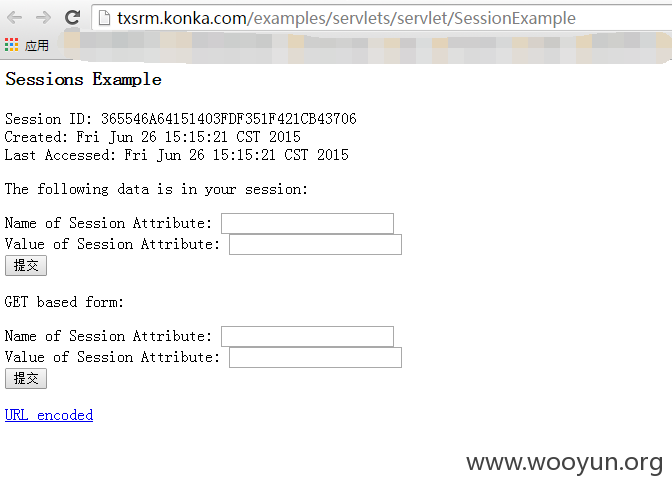 txsrm.konka.com/examples/servlets/servlet/SessionExample
应用
Sessions Example
Session ID: 365546A64151403FDF351F421CB43706
Created: Fri Jun 26 15:15:21 CST 2015
Last Accessed: Fri Jun 26 15:15:21 CST 2015
The following data is in your session:
Name of Session Attribute:
Value of Session Attribute:
提交
GET based form:
Name of Session Attribute:
Value of Session Attribute:
提交
URL encoded
www.wooyun.org